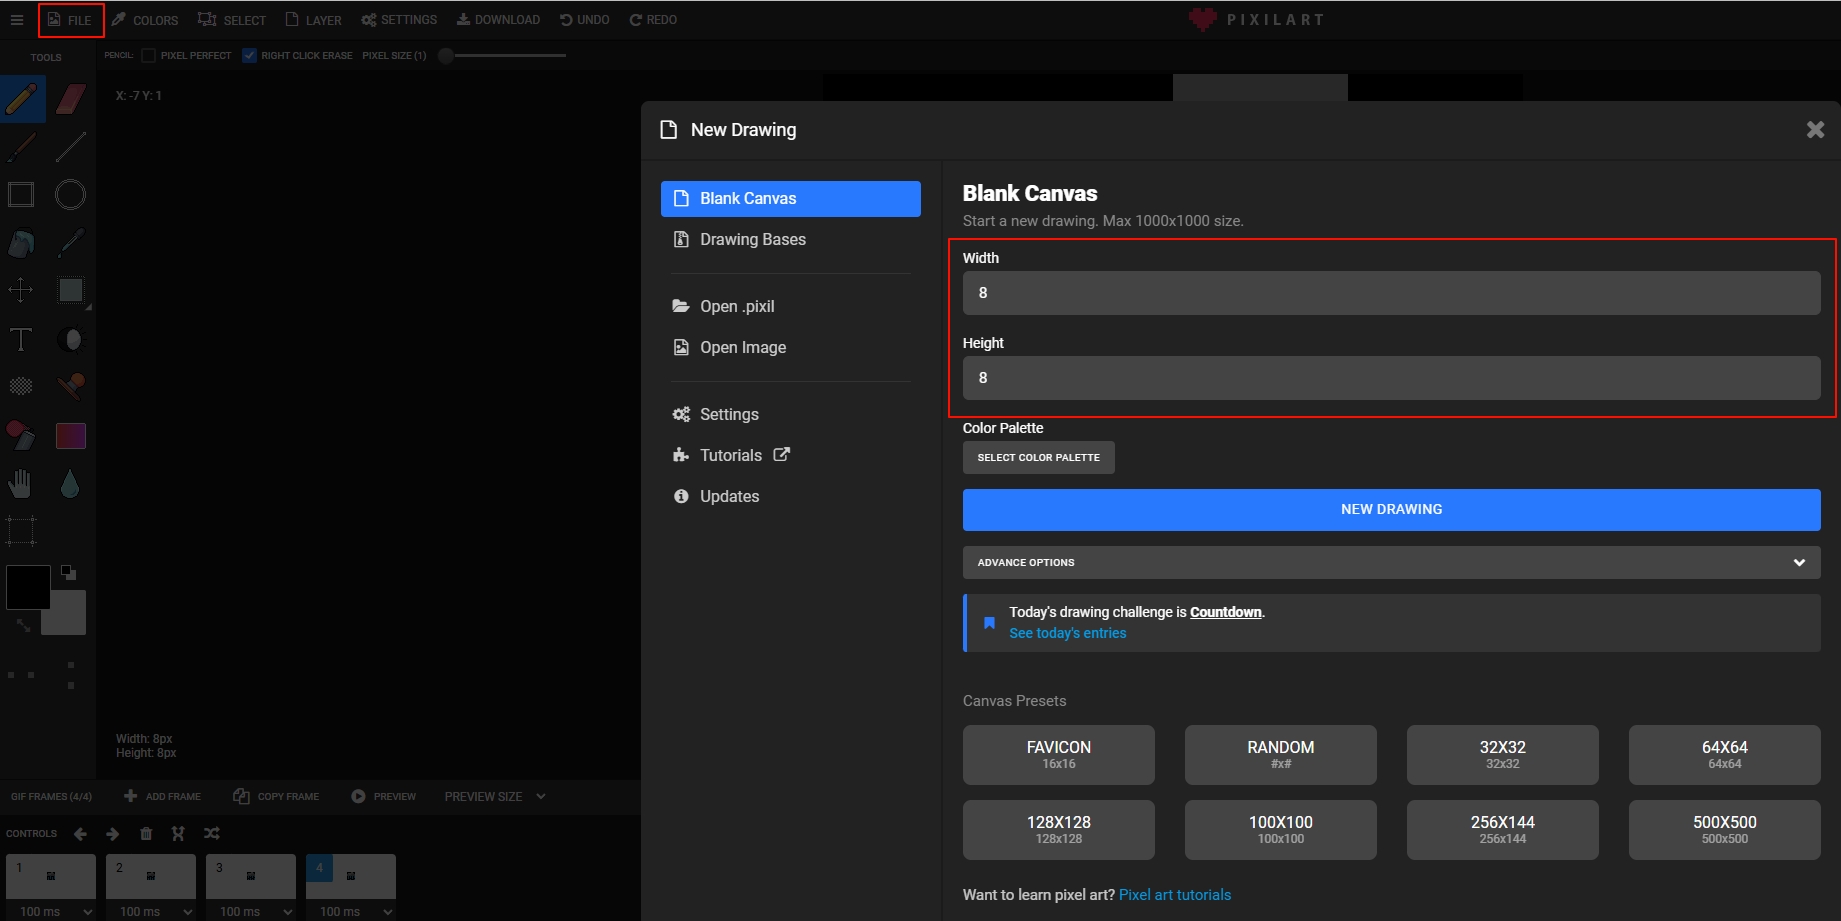 FILE COLORS SELECT LAYER SETTINGS DOWNLOAD UNDO REDO PIXILART
TOOLS
PENCIL: PIXEL PERFECT RIGHT CLICK ERASE PIXEL SIZE (1)
X: -7 Y: 1
New Drawing
Blank Canvas
Drawing Bases
Open .pixil
Open Image
Settings
Tutorials
Updates
Blank Canvas
Start a new drawing. Max 1000x1000 size.
Width
8
Height
8
Color Palette
SELECT COLOR PALETTE
NEW DRAWING
ADVANCE OPTIONS
Today's drawing challenge is Countdown.
See today's entries
Canvas Presets
FAVICON RANDOM 32X32 64X64
16x16 #x# 32x32 64x64
128X128 100X100 256X144 500X500
128x128 100x100 256x144 500x500
Want to learn pixel art? Pixel art tutorials
Width: 8px
Height: 8px
GIF FRAMES (4/4) ADD FRAME COPY FRAME PREVIEW PREVIEW SIZE
CONTROLS
1 2 3 4
100 ms 100 ms 100 ms 100 ms